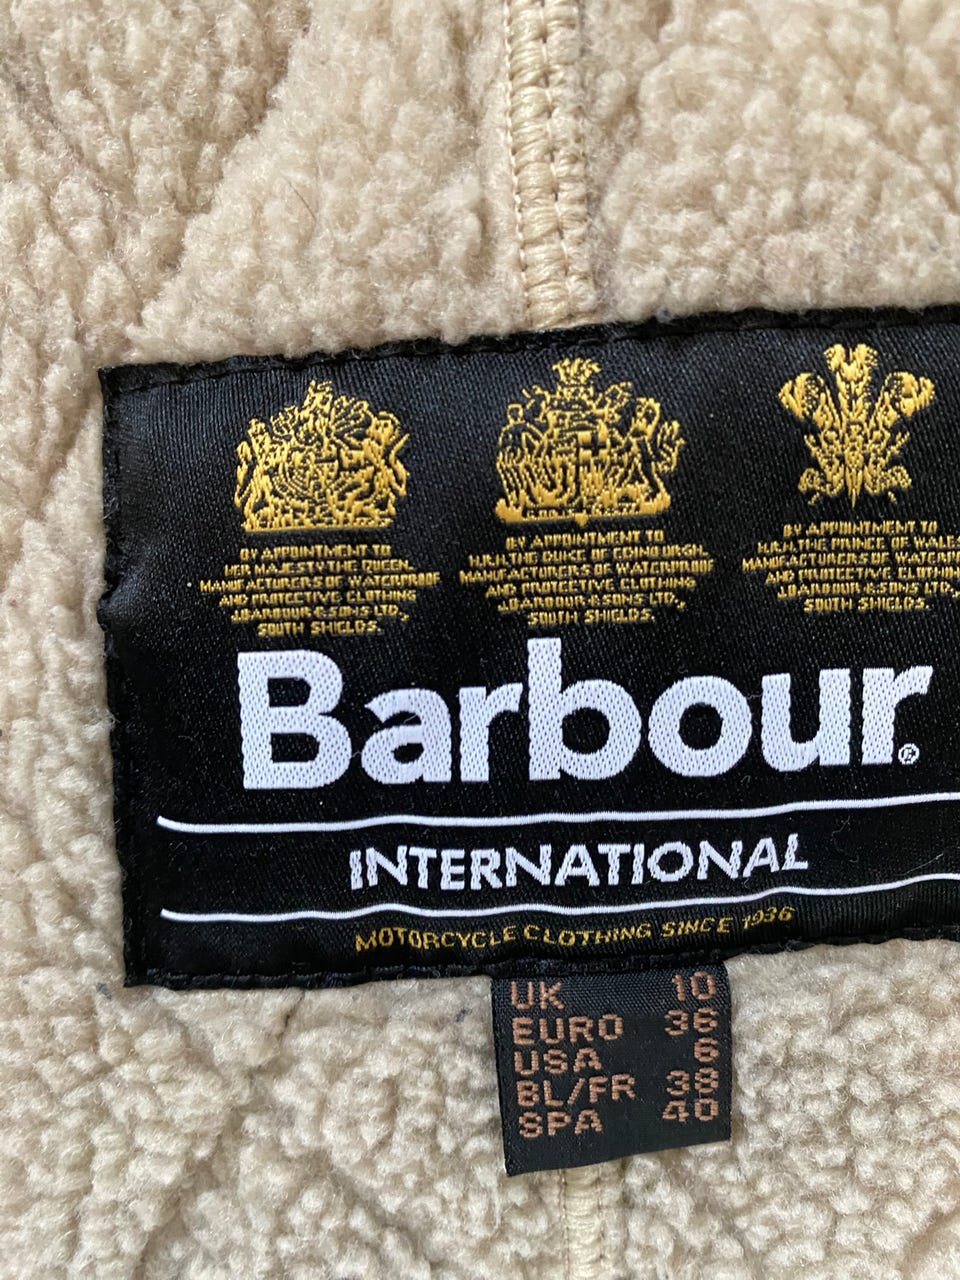 BY APPOINTMENT TO
HER MAJESTY THE QUEEN.
MANUFACTURERS OF WATERPROOF
AND PROTECTIVE CLOTHING
J.BARBOUR & SONS LTD.,
SOUTH SHIELDS.
BY APPOINTMENT TO
H.R.H. THE DUKE OF EDINBURGH.
MANUFACTURERS OF WATERPROOF
AND PROTECTIVE CLOTHING
J.BARBOUR & SONS LTD.,
SOUTH SHIELDS.
BY APPOINTMENT TO
H.R.H. THE PRINCE OF WALES
MANUFACTURERS OF WATERPROOF
AND PROTECTIVE CLOTHING
J.BARBOUR & SONS LTD.,
SOUTH SHIELDS.
Barbour®
INTERNATIONAL
MOTORCYCLE CLOTHING SINCE 1936
UK 10
EURO 36
USA 6
BL/FR 38
SPA 40